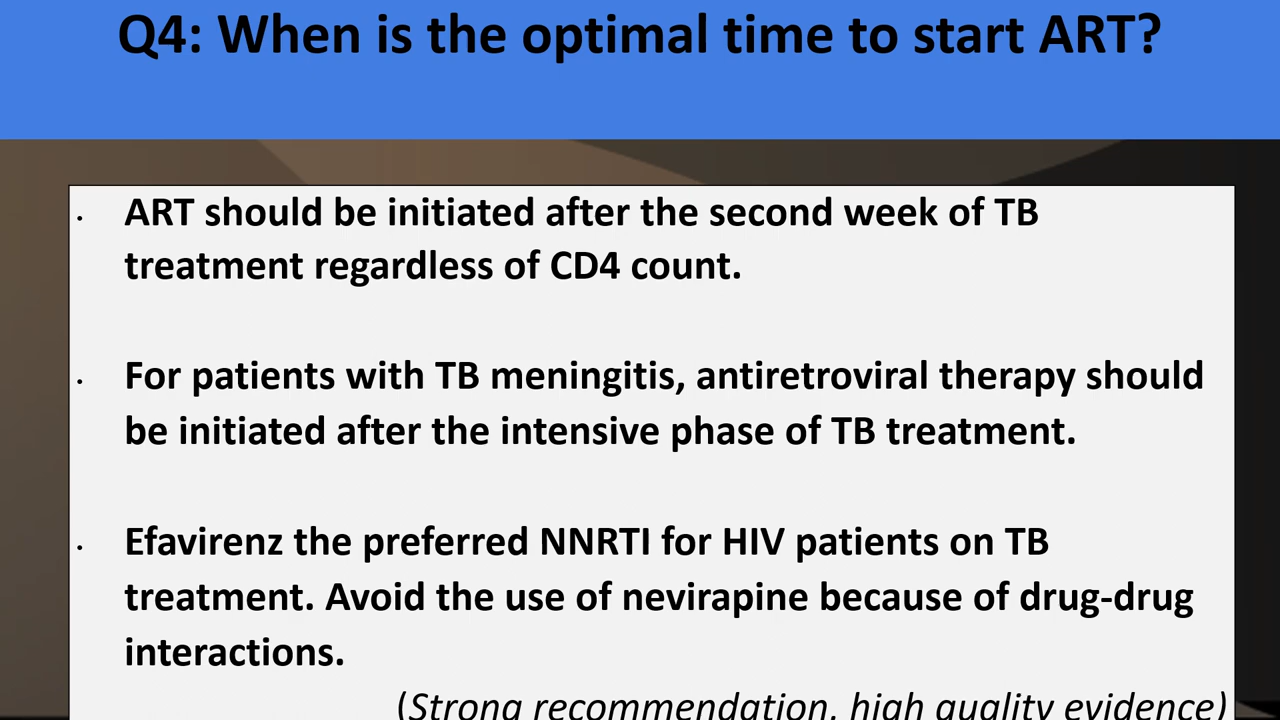 Q4: When is the optimal time to start ART?
· ART should be initiated after the second week of TB
treatment regardless of CD4 count.
· For patients with TB meningitis, antiretroviral therapy should
be initiated after the intensive phase of TB treatment.
· Efavirenz the preferred NNRTI for HIV patients on TB
treatment. Avoid the use of nevirapine because of drug-drug
interactions.
(Strong recommendation, high quality evidence)